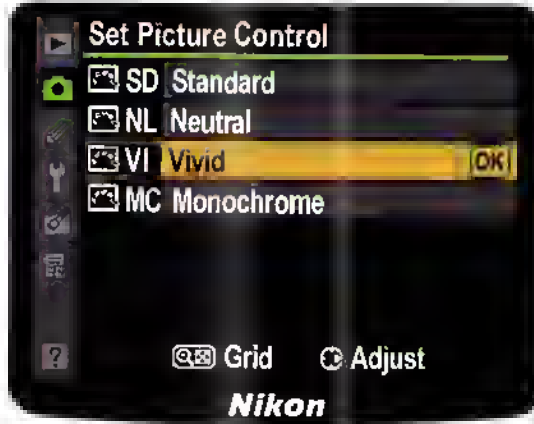 Set Picture Control
SD Standard
NL Neutral
VI Vivid OK
MC Monochrome
? Grid Adjust
Nikon